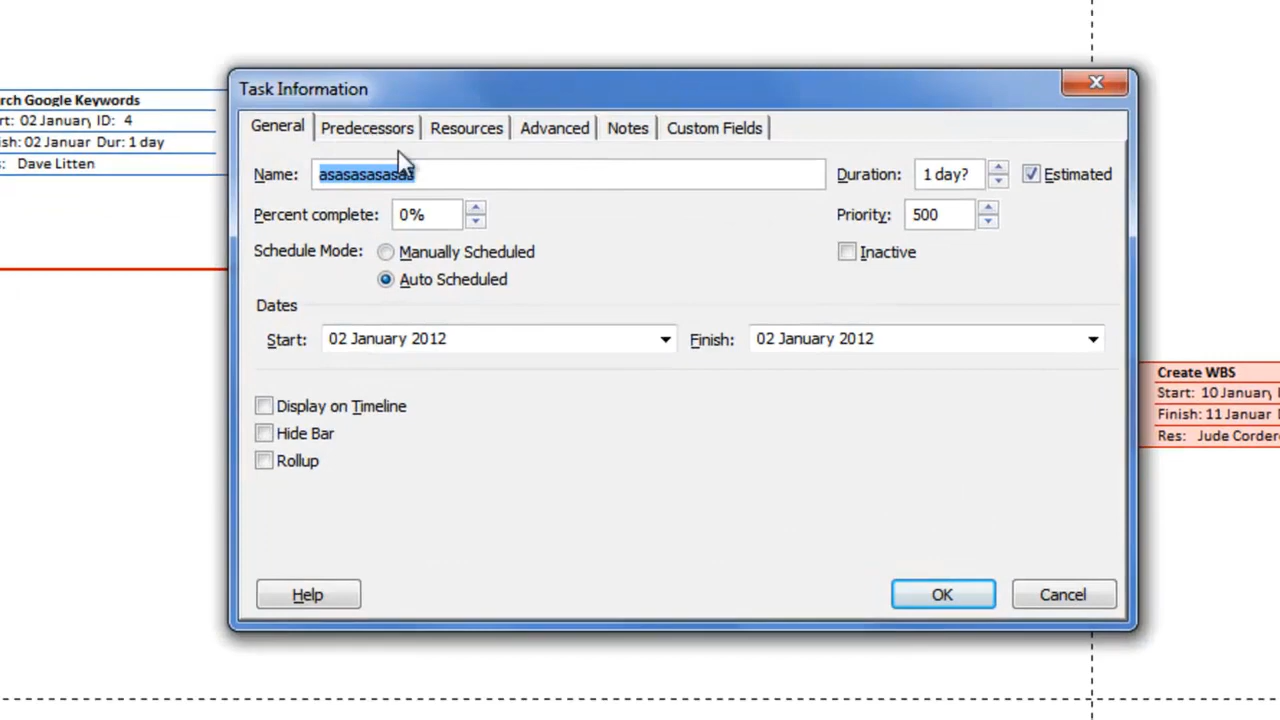 Task Information
General Predecessors Resources Advanced Notes Custom Fields
Name: asasasasasas Duration: 1 day? Estimated
Percent complete: 0% Priority: 500
Schedule Mode: Manually Scheduled Inactive
Auto Scheduled
Dates
Start: 02 January 2012 Finish: 02 January 2012
Display on Timeline
Hide Bar
Rollup
Help OK Cancel
rch Google Keywords
rt: 02 January ID: 4
ish: 02 Januar Dur: 1 day
s: Dave Litten
Create WBS
Start: 10 January
Finish: 11 Januar
Res: Jude Corder